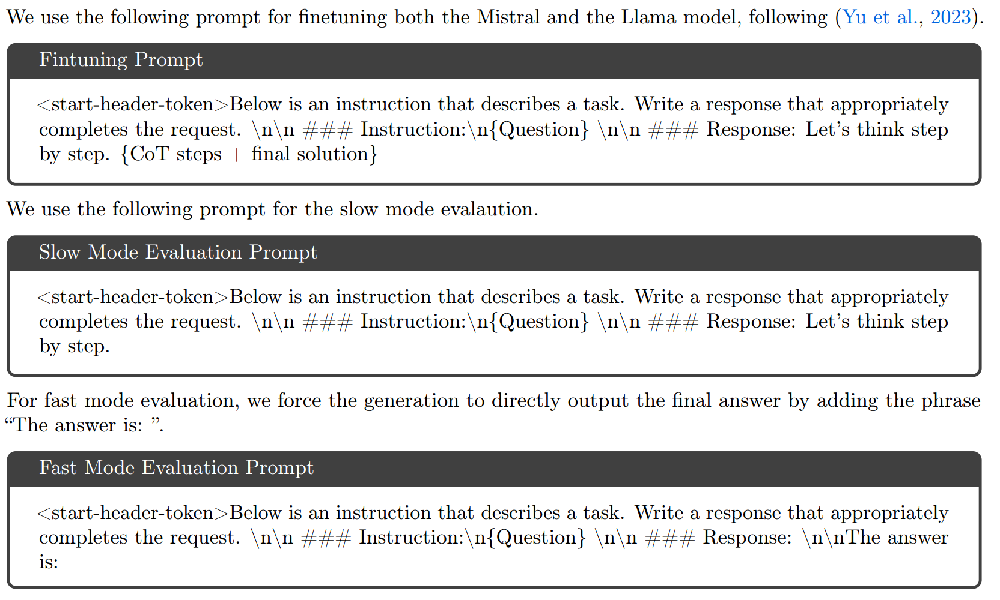 We use the following prompt for finetuning both the Mistral and the Llama model, following (Yu et al., 2023).
Fintuning Prompt
<start-header-token>Below is an instruction that describes a task. Write a response that appropriately
completes the request. \n\n ### Instruction:\n{Question} \n\n ### Response: Let's think step
by step. {CoT steps + final solution}
We use the following prompt for the slow mode evalaution.
Slow Mode Evaluation Prompt
<start-header-token>Below is an instruction that describes a task. Write a response that appropriately
completes the request. \n\n ### Instruction:\n{Question} \n\n ### Response: Let's think step
by step.
For fast mode evaluation, we force the generation to directly output the final answer by adding the phrase
“The answer is: ”.
Fast Mode Evaluation Prompt
<start-header-token>Below is an instruction that describes a task. Write a response that appropriately
completes the request. \n\n ### Instruction:\n{Question} \n\n ### Response: \n\nThe answer
is: